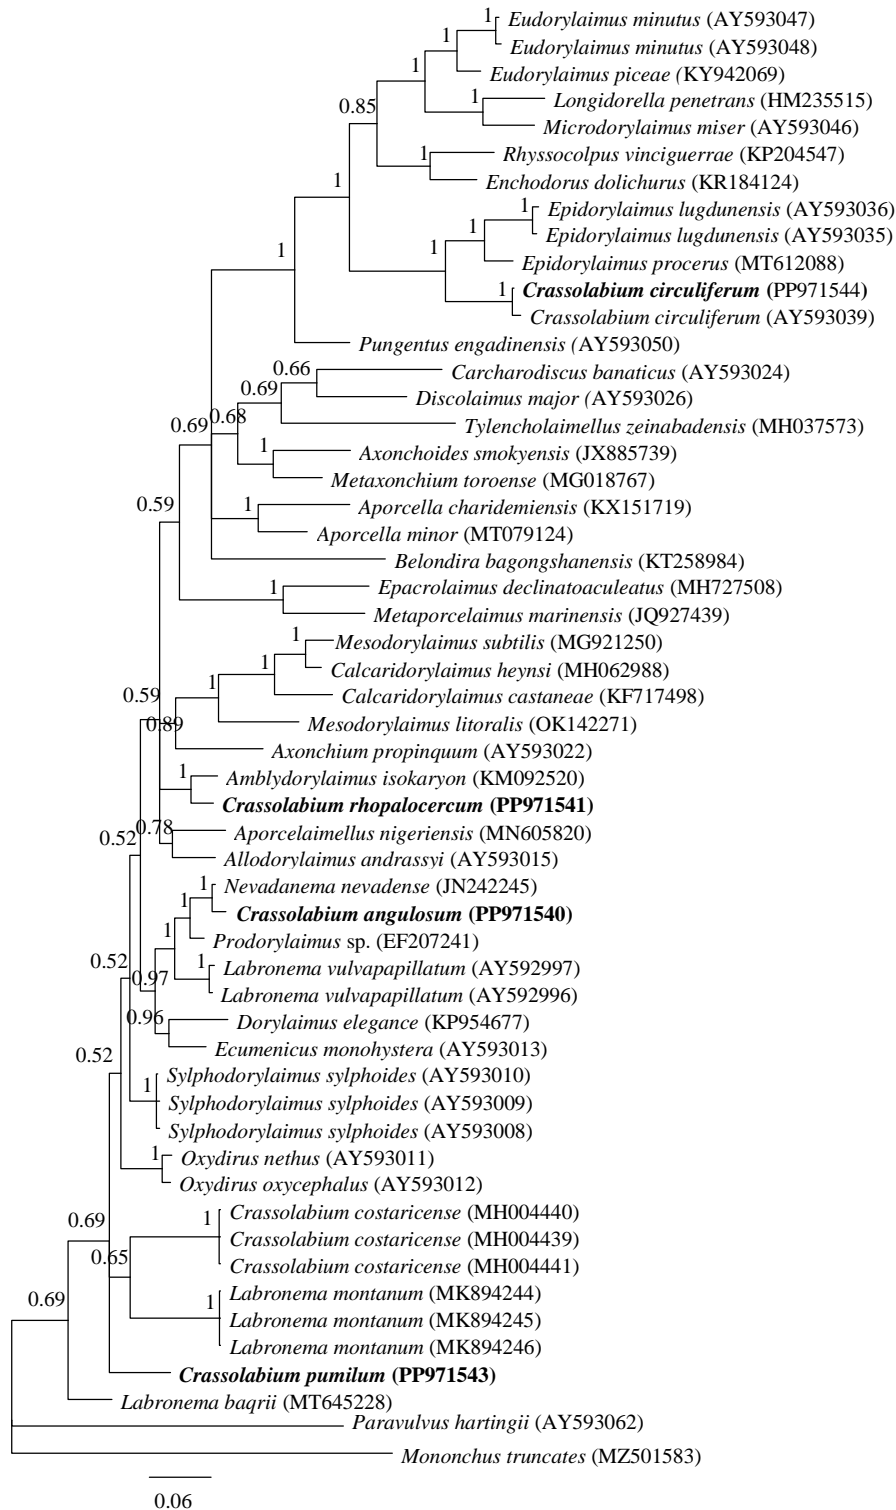 1 Eudorylaimus minutus (AY593047)
1 Eudorylaimus minutus (AY593048)
1 Eudorylaimus piceae (KY942069)
1 Longidorella penetrans (HM235515)
0.85 Microdorylaimus miser (AY593046)
1 Rhyssocolpus vinciguerrae (KP204547)
1 Enchodorus dolichurus (KR184124)
1 Epidorylaimus lugdunensis (AY593036)
1 Epidorylaimus lugdunensis (AY593035)
1 1 Epidorylaimus procerus (MT612088)
1 Crassolabium circuliferum (PP971544)
Crassolabium circuliferum (AY593039)
Pungentus engadinensis (AY593050)
0.66 Carcharodiscus banaticus (AY593024)
0.69 Discolaimus major (AY593026)
0.69 0.68 Tylencholaimellus zeinabadensis (MH037573)
1 Axonchoides smokyensis (JX885739)
Metaxonchium toroense (MG018767)
0.59 1 Aporcella charidemiensis (KX151719)
Aporcella minor (MT079124)
Belondira bagongshanensis (KT258984)
1 Epacrolaimus declinatoaculeatus (MH727508)
Metaporcelaimus marinensis (JQ927439)
1 Mesodorylaimus subtilis (MG921250)
1 Calcaridorylaimus heynsi (MH062988)
0.59 1 Calcaridorylaimus castaneae (KF717498)
0.89 Mesodorylaimus litoralis (OK142271)
Axonchium propinquum (AY593022)
1 Amblydorylaimus isokaryon (KM092520)
Crassolabium rhopalocercum (PP971541)
0.52 0.78 Aporcelaimellus nigeriensis (MN605820)
Allodorylaimus andrassyi (AY593015)
1 Nevadanema nevadense (JN242245)
1 Crassolabium angulosum (PP971540)
1 Prodorylaimus sp. (EF207241)
0.52 0.97 1 Labronema vulvapapillatum (AY592997)
Labronema vulvapapillatum (AY592996)
0.96 Dorylaimus elegance (KP954677)
Ecumenicus monohystera (AY593013)
0.52 1 Sylphodorylaimus sylphoides (AY593010)
Sylphodorylaimus sylphoides (AY593009)
Sylphodorylaimus sylphoides (AY593008)
1 Oxydirus nethus (AY593011)
Oxydirus oxycephalus (AY593012)
0.69 1 Crassolabium costaricense (MH004440)
Crassolabium costaricense (MH004439)
0.65 Crassolabium costaricense (MH004441)
0.69 1 Labronema montanum (MK894244)
Labronema montanum (MK894245)
Labronema montanum (MK894246)
Crassolabium pumilum (PP971543)
Labronema baqrii (MT645228)
Paravulvus hartingii (AY593062)
Mononchus truncates (MZ501583)
0.06